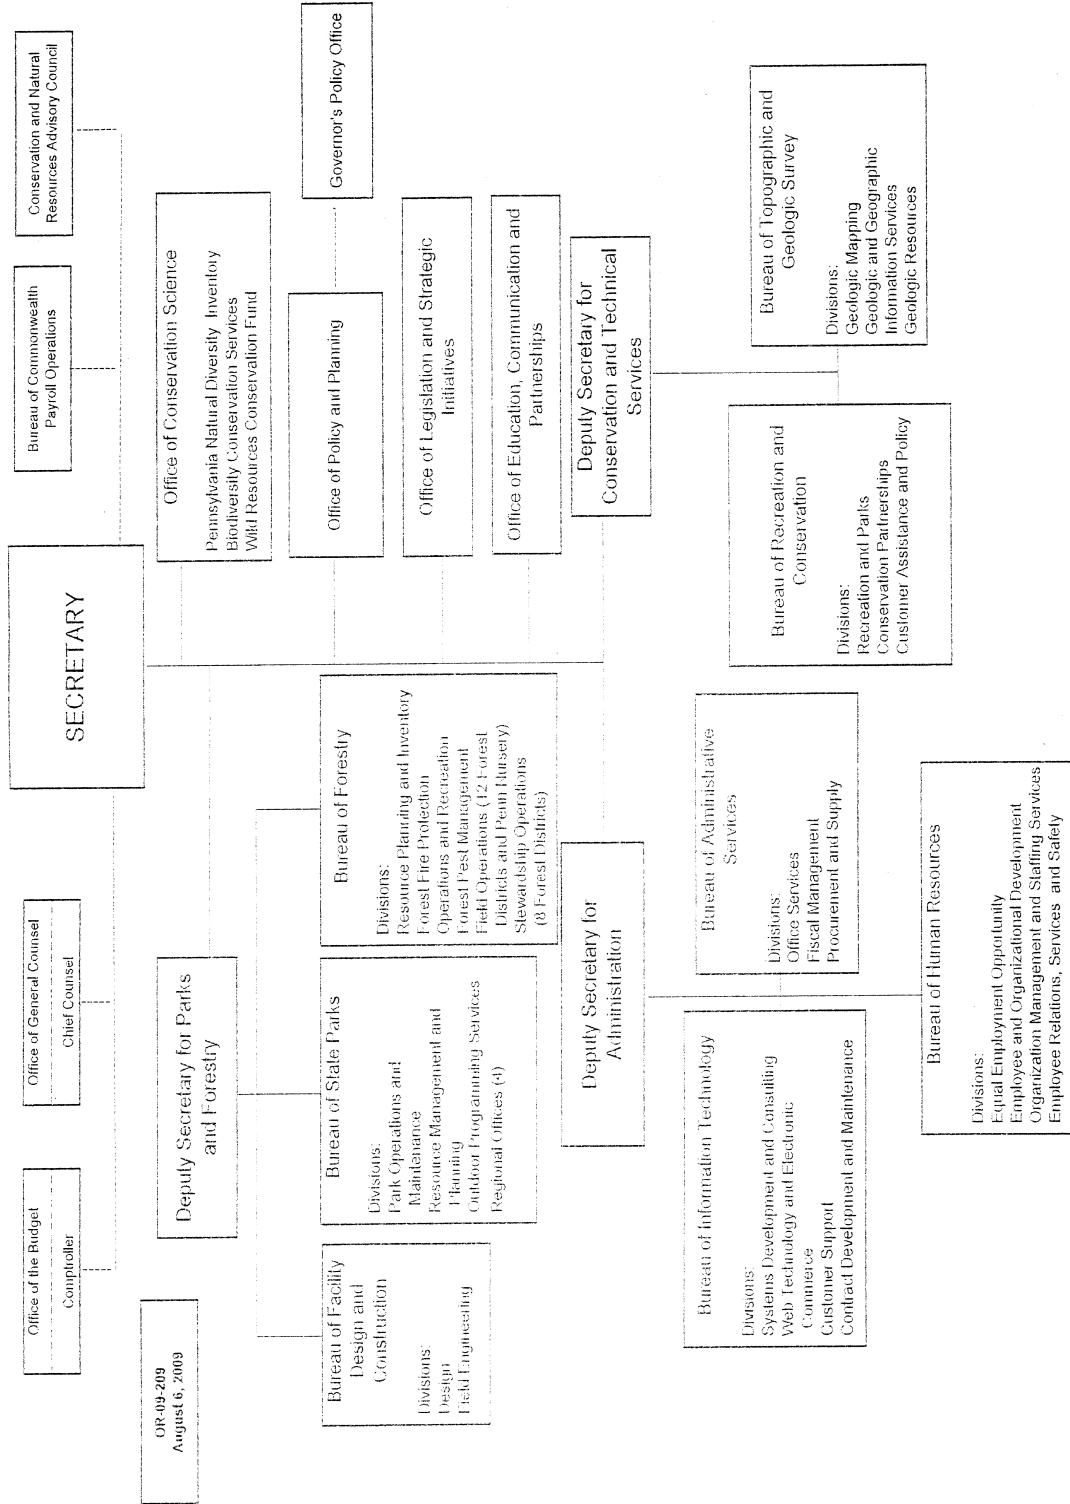 OR-09-209
August 6, 2009
Office of the Budget
Comptroller
Office of General Counsel
Chief Counsel
SECRETARY
Bureau of Commonwealth
Payroll Operations
Conservation and Natural
Resources Advisory Council
Deputy Secretary for Parks
and Forestry
Office of Conservation Science
Pennsylvania Natural Diversity Inventory
Biodiversity Conservation Services
Wild Resources Conservation Fund
Office of Policy and Planning
Governor's Policy Office
Office of Legislation and Strategic
Initiatives
Office of Education, Communication and
Partnerships
Bureau of Facility
Design and
Construction
Divisions:
Design
Field Engineering
Bureau of State Parks
Divisions:
Park Operations and
Maintenance
Resource Management and
Planning
Outdoor Programming Services
Regional Offices (4)
Bureau of Forestry
Divisions:
Resource Planning and Inventory
Forest Fire Protection
Operations and Recreation
Forest Pest Management
Field Operations (12 Forest
Districts and Penn Nursery)
Stewardship Operations
(8 Forest Districts)
Deputy Secretary for
Administration
Deputy Secretary for
Conservation and Technical
Services
Bureau of Information Technology
Divisions:
Systems Development and Consulting
Web Technology and Electronic
Commerce
Customer Support
Contract Development and Maintenance
Bureau of Administrative
Services
Divisions:
Office Services
Fiscal Management
Procurement and Supply
Bureau of Recreation and
Conservation
Divisions:
Recreation and Parks
Conservation Partnerships
Customer Assistance and Policy
Bureau of Topographic and
Geologic Survey
Divisions:
Geologic Mapping
Geologic and Geographic
Information Services
Geologic Resources
Bureau of Human Resources
Divisions:
Equal Employment Opportunity
Employee and Organizational Development
Organization Management and Staffing Services
Employee Relations, Services and Safety